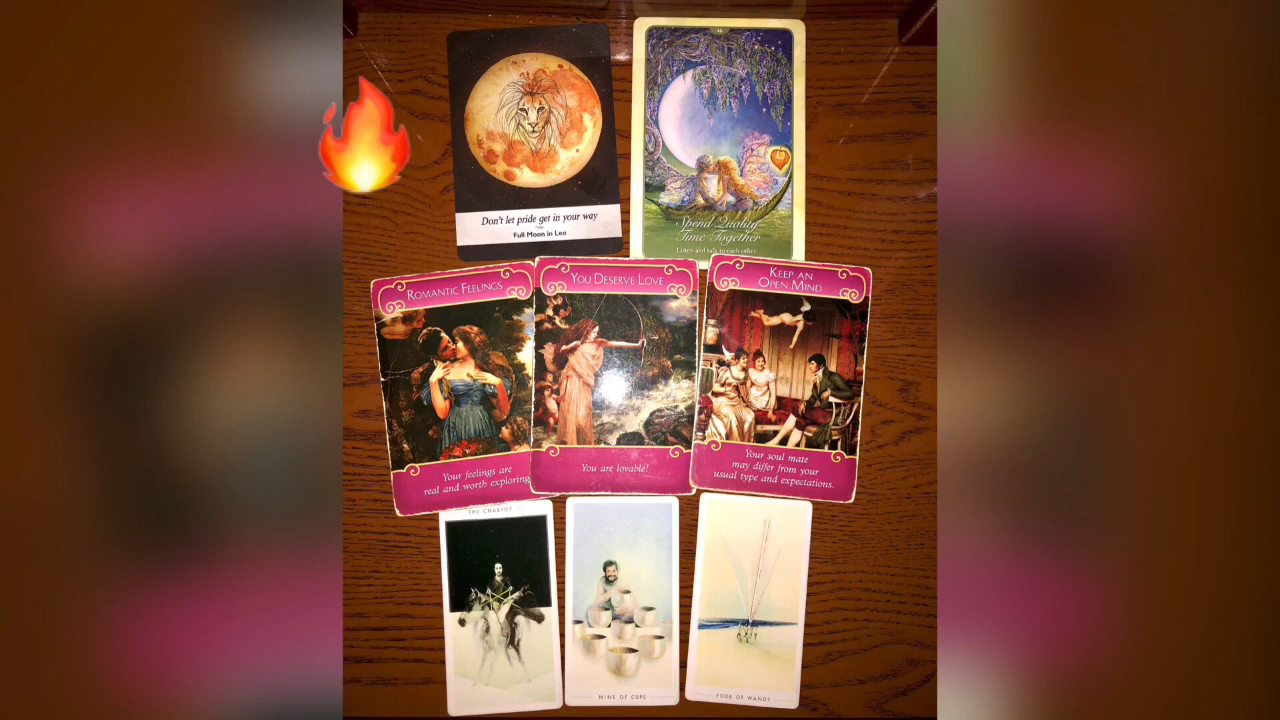 Don't let pride get in your way
Full Moon in Leo
46
Spend Quality
Time Together
Listen and talk to each other
ROMANTIC FEELINGS
Your feelings are
real and worth exploring
YOU DESERVE LOVE
You are lovable!
KEEP AN
OPEN MIND
Your soul mate
may differ from your
usual type and expectations.
THE CHARIOT
NINE OF CUPS
FOUR OF WANDS